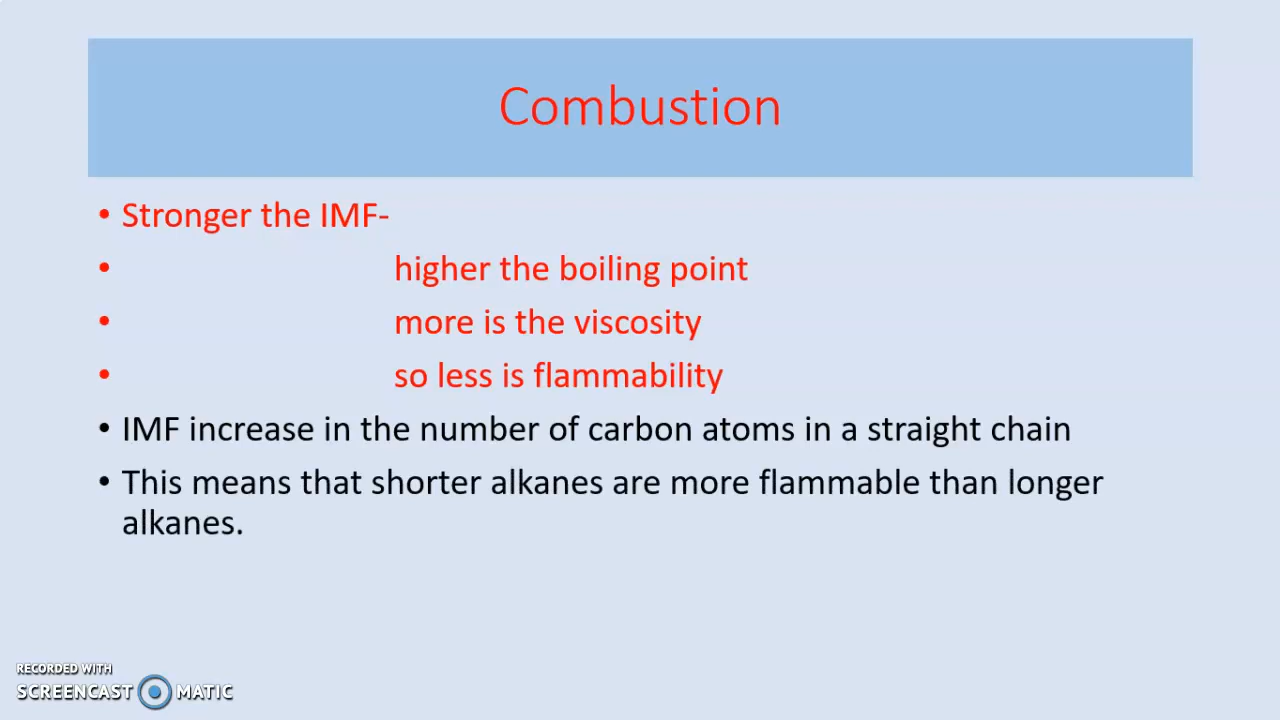 Combustion
• Stronger the IMF-
• higher the boiling point
• more is the viscosity
• so less is flammability
• IMF increase in the number of carbon atoms in a straight chain
• This means that shorter alkanes are more flammable than longer
alkanes.
RECORDED WITH
SCREENCAST MATIC